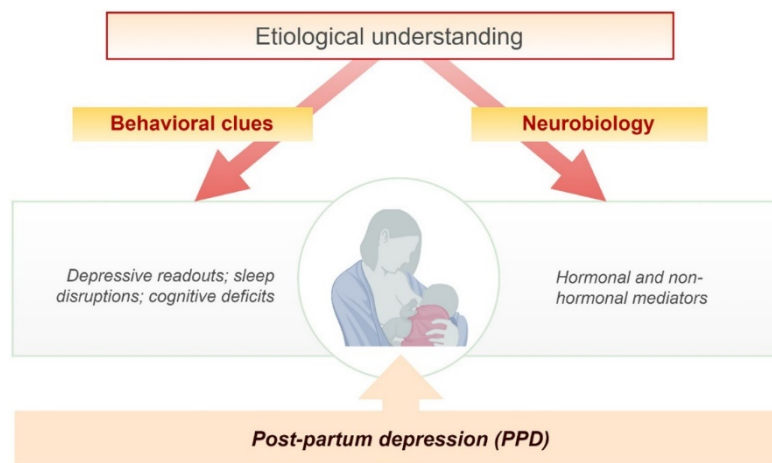 Etiological understanding
Behavioral clues
Neurobiology
Depressive readouts; sleep
disruptions; cognitive deficits
Hormonal and non-
hormonal mediators
Post-partum depression (PPD)